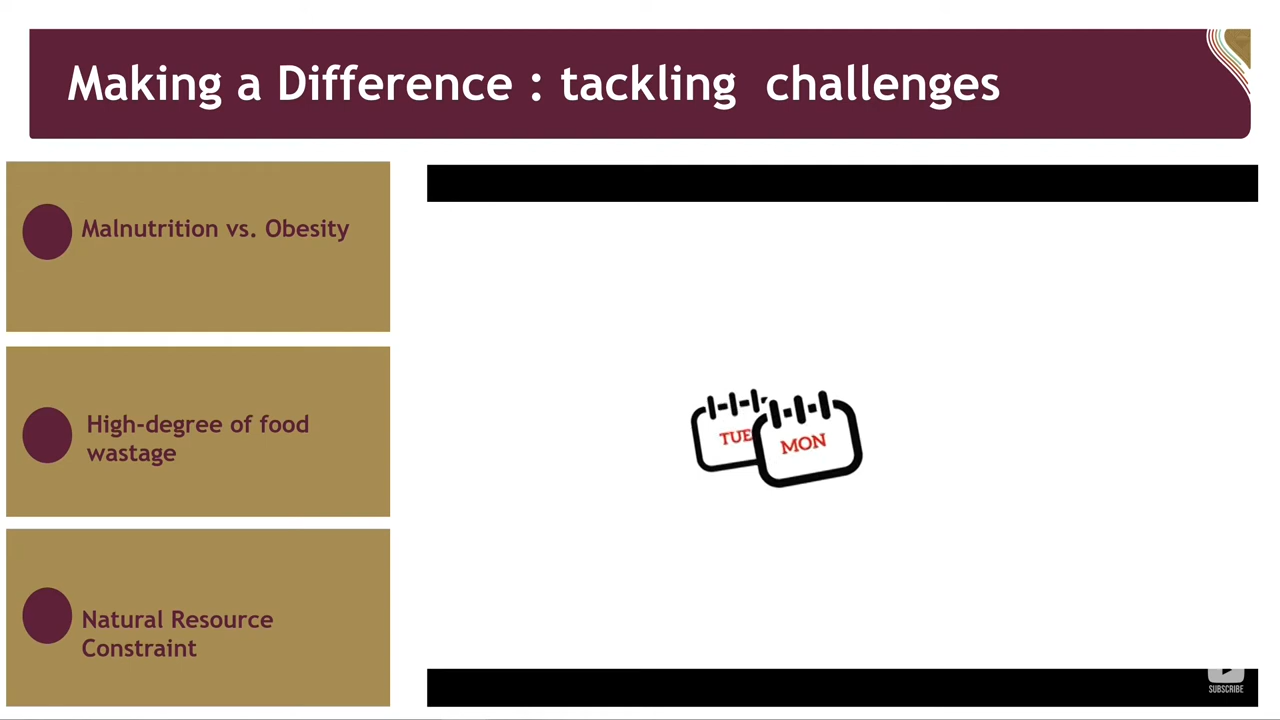 Making a Difference : tackling  challenges
Malnutrition vs. Obesity
High-degree of food
wastage
Natural Resource
Constraint
TUE
MON
SUBSCRIBE